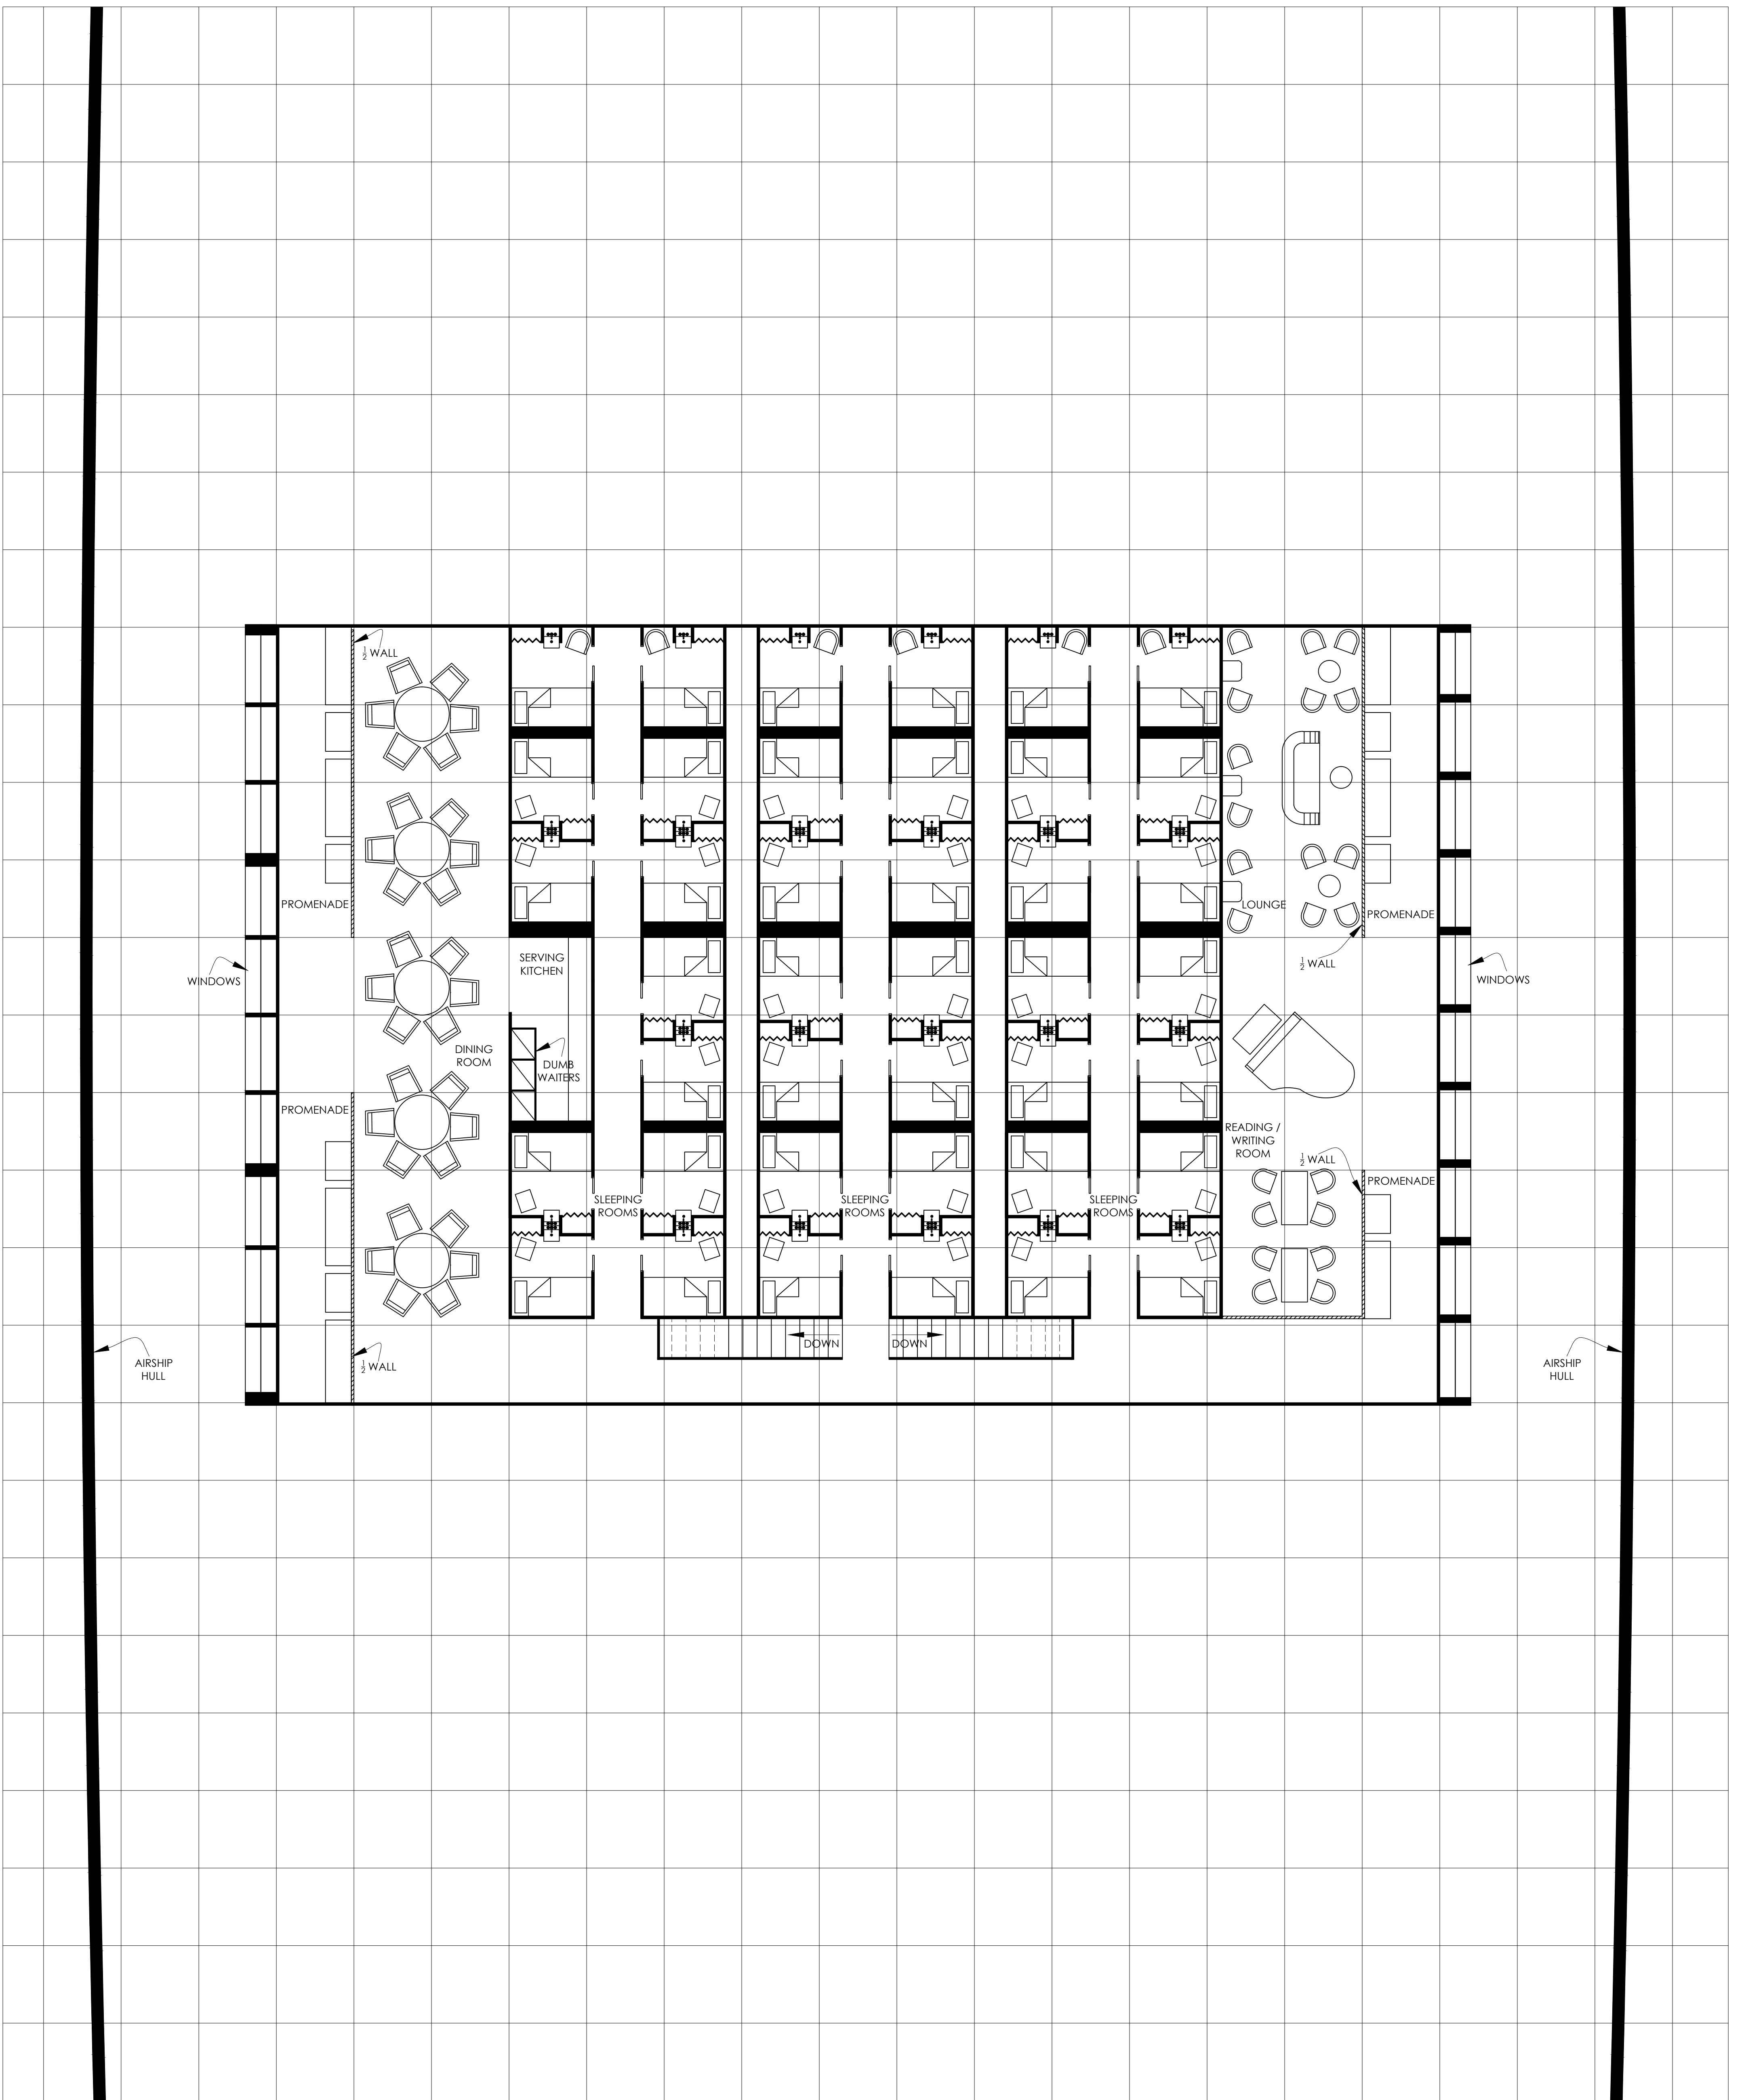 ½ WALL
PROMENADE
LOUNGE
PROMENADE
SERVING
KITCHEN
½ WALL
WINDOWS
WINDOWS
DINING
ROOM
DUMB
WAITERS
PROMENADE
READING /
WRITING
ROOM
½ WALL
PROMENADE
SLEEPING
ROOMS
SLEEPING
ROOMS
SLEEPING
ROOMS
DOWN
DOWN
AIRSHIP
HULL
½ WALL
AIRSHIP
HULL